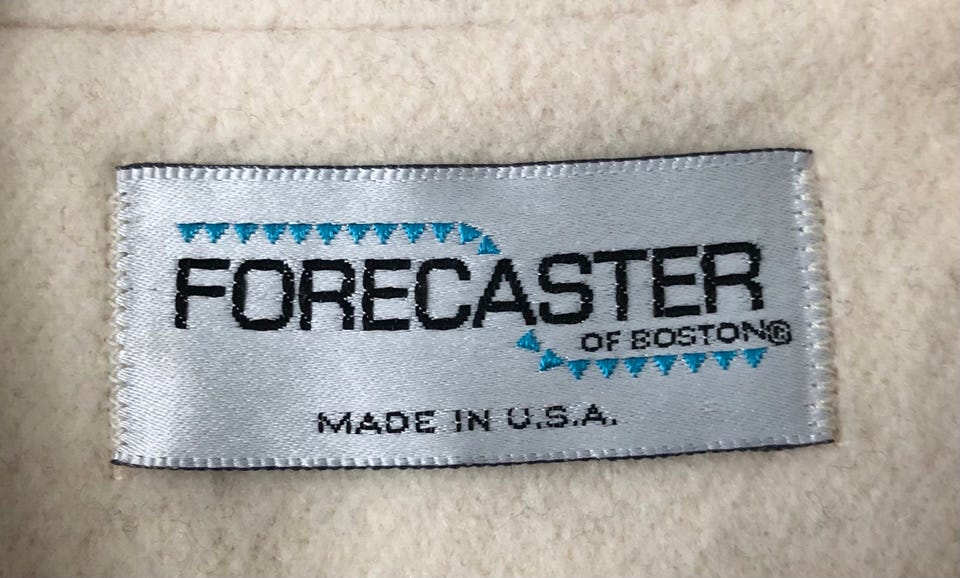 FORECASTER
OF BOSTON®
MADE IN U.S.A.